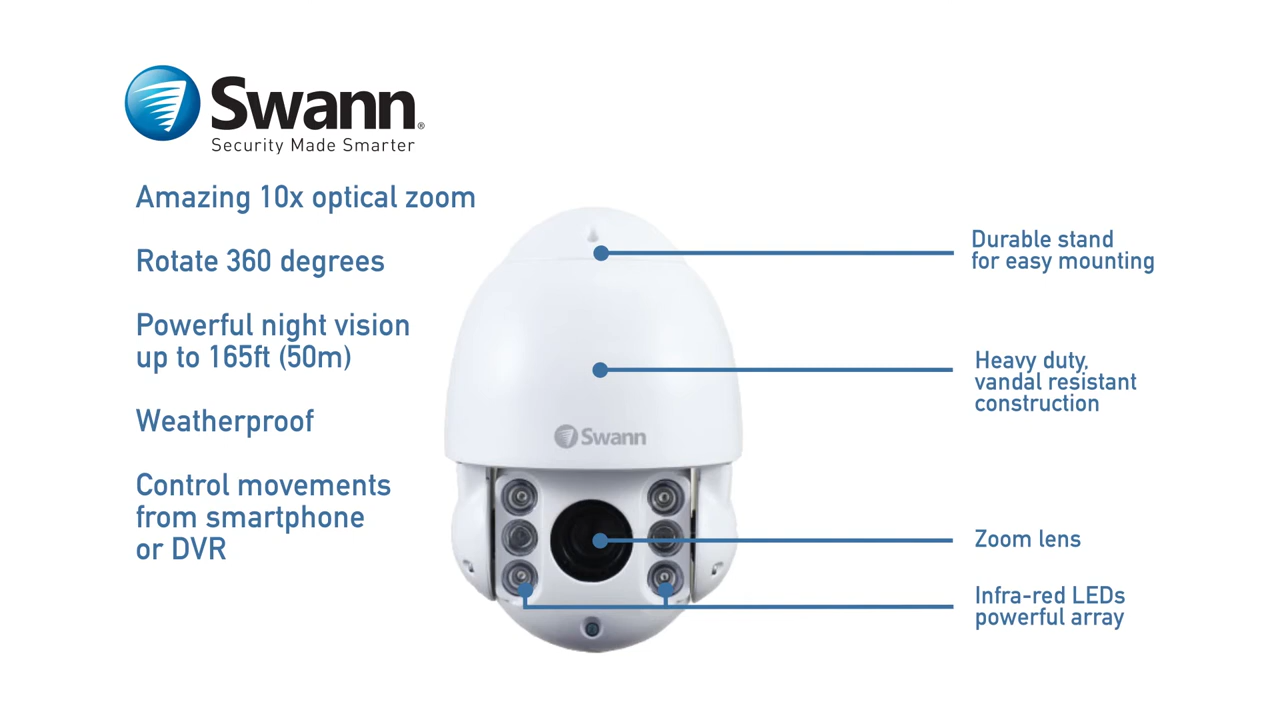 Swann®
Security Made Smarter
Amazing 10x optical zoom
Rotate 360 degrees
Powerful night vision
up to 165ft (50m)
Weatherproof
Control movements
from smartphone
or DVR
Swann
Durable stand
for easy mounting
Heavy duty,
vandal resistant
construction
Zoom lens
Infra-red LEDs
powerful array